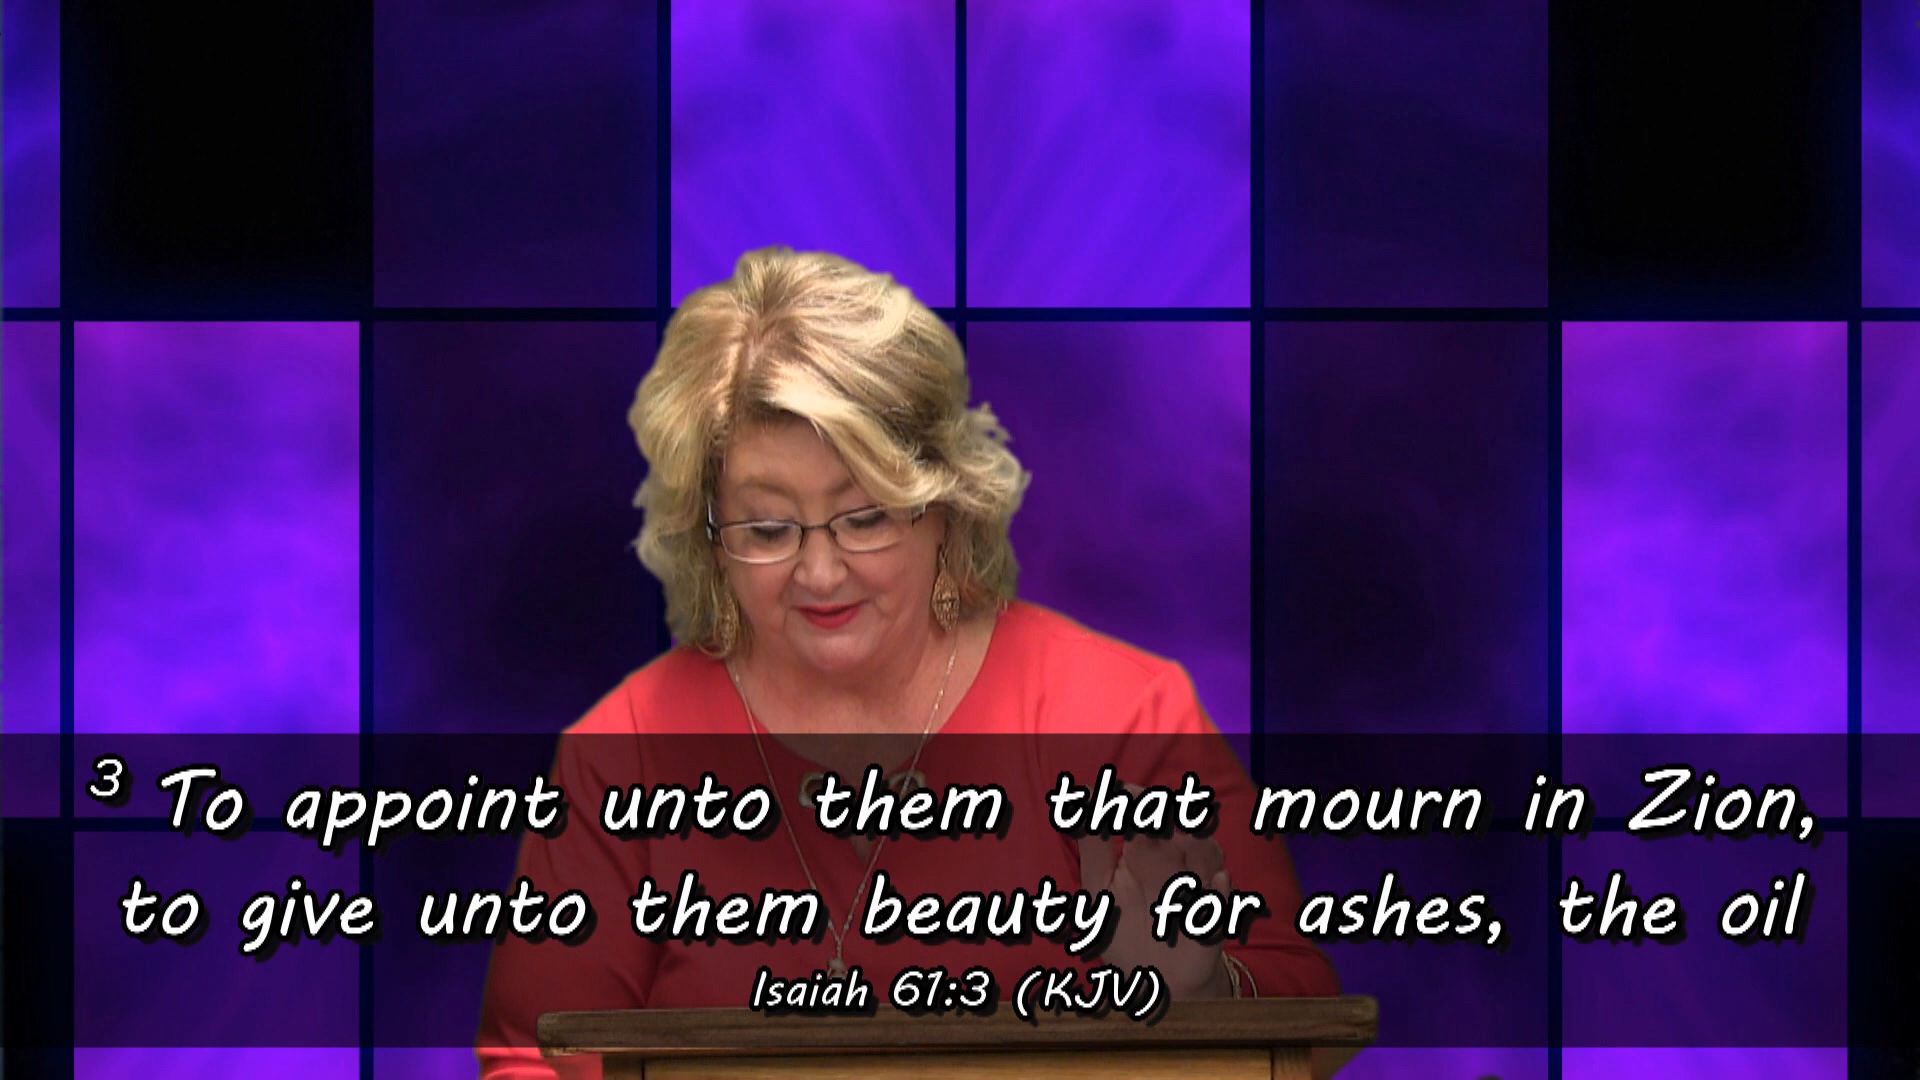 3 To appoint unto them that mourn in Zion,
to give unto them beauty for ashes, the oil
Isaiah 61:3 (KJV)